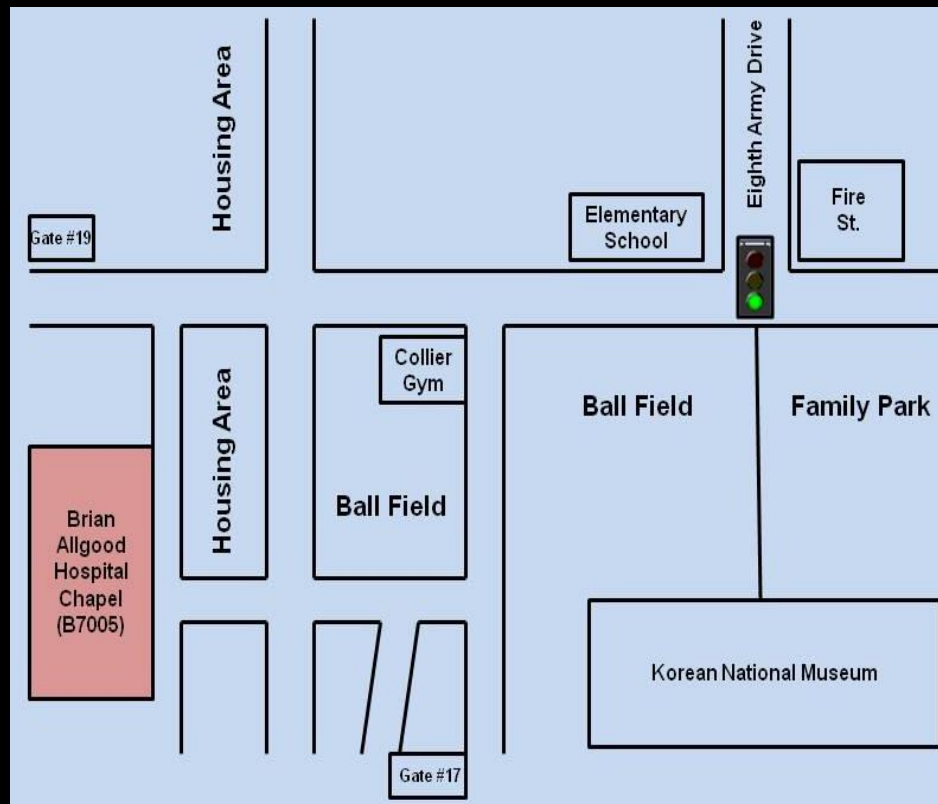 Housing Area
Eighth Army Drive
Gate #19
Elementary
School
Fire
St.
Housing Area
Collier
Gym
Ball Field
Family Park
Ball Field
Brian
Allgood
Hospital
Chapel
(B7005)
Korean National Museum
Gate #17